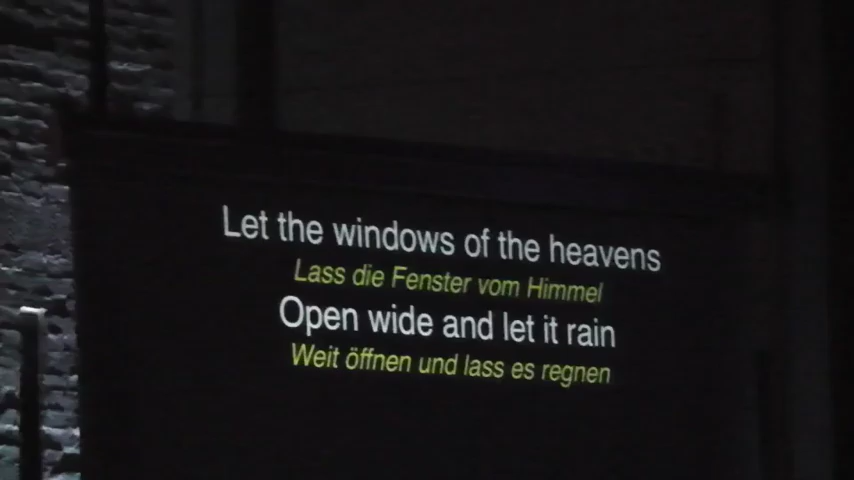 Let the windows of the heavens
Lass die Fenster vom Himmel
Open wide and let it rain
Weit öffnen und lass es regnen